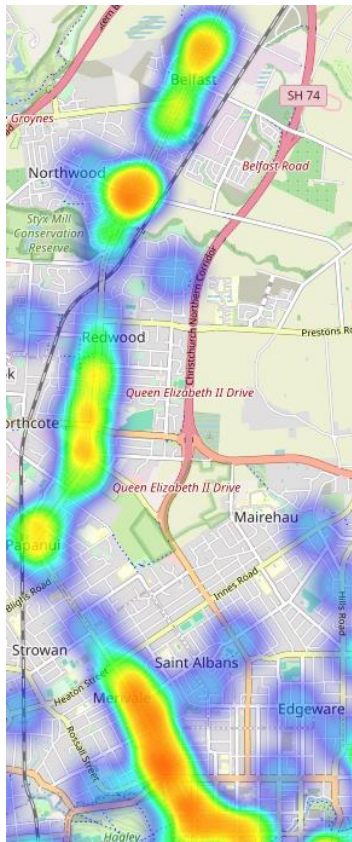 Belfast
Groynes
SH 74
Belfast Road
Northwood
Styx Mill
Conservation
Reserve
Christchurch Northern Corridor
Redwood
Prestons Ro
ok
Queen Elizabeth II Drive
orthcote
Queen Elizabeth II Drive
Mairehau
Papanui
Blighs Road
Innes Road
Hills Road
Strowan
Saint Albans
Heaton Street
Merivale
Edgeware
Rossall Street
Hagley